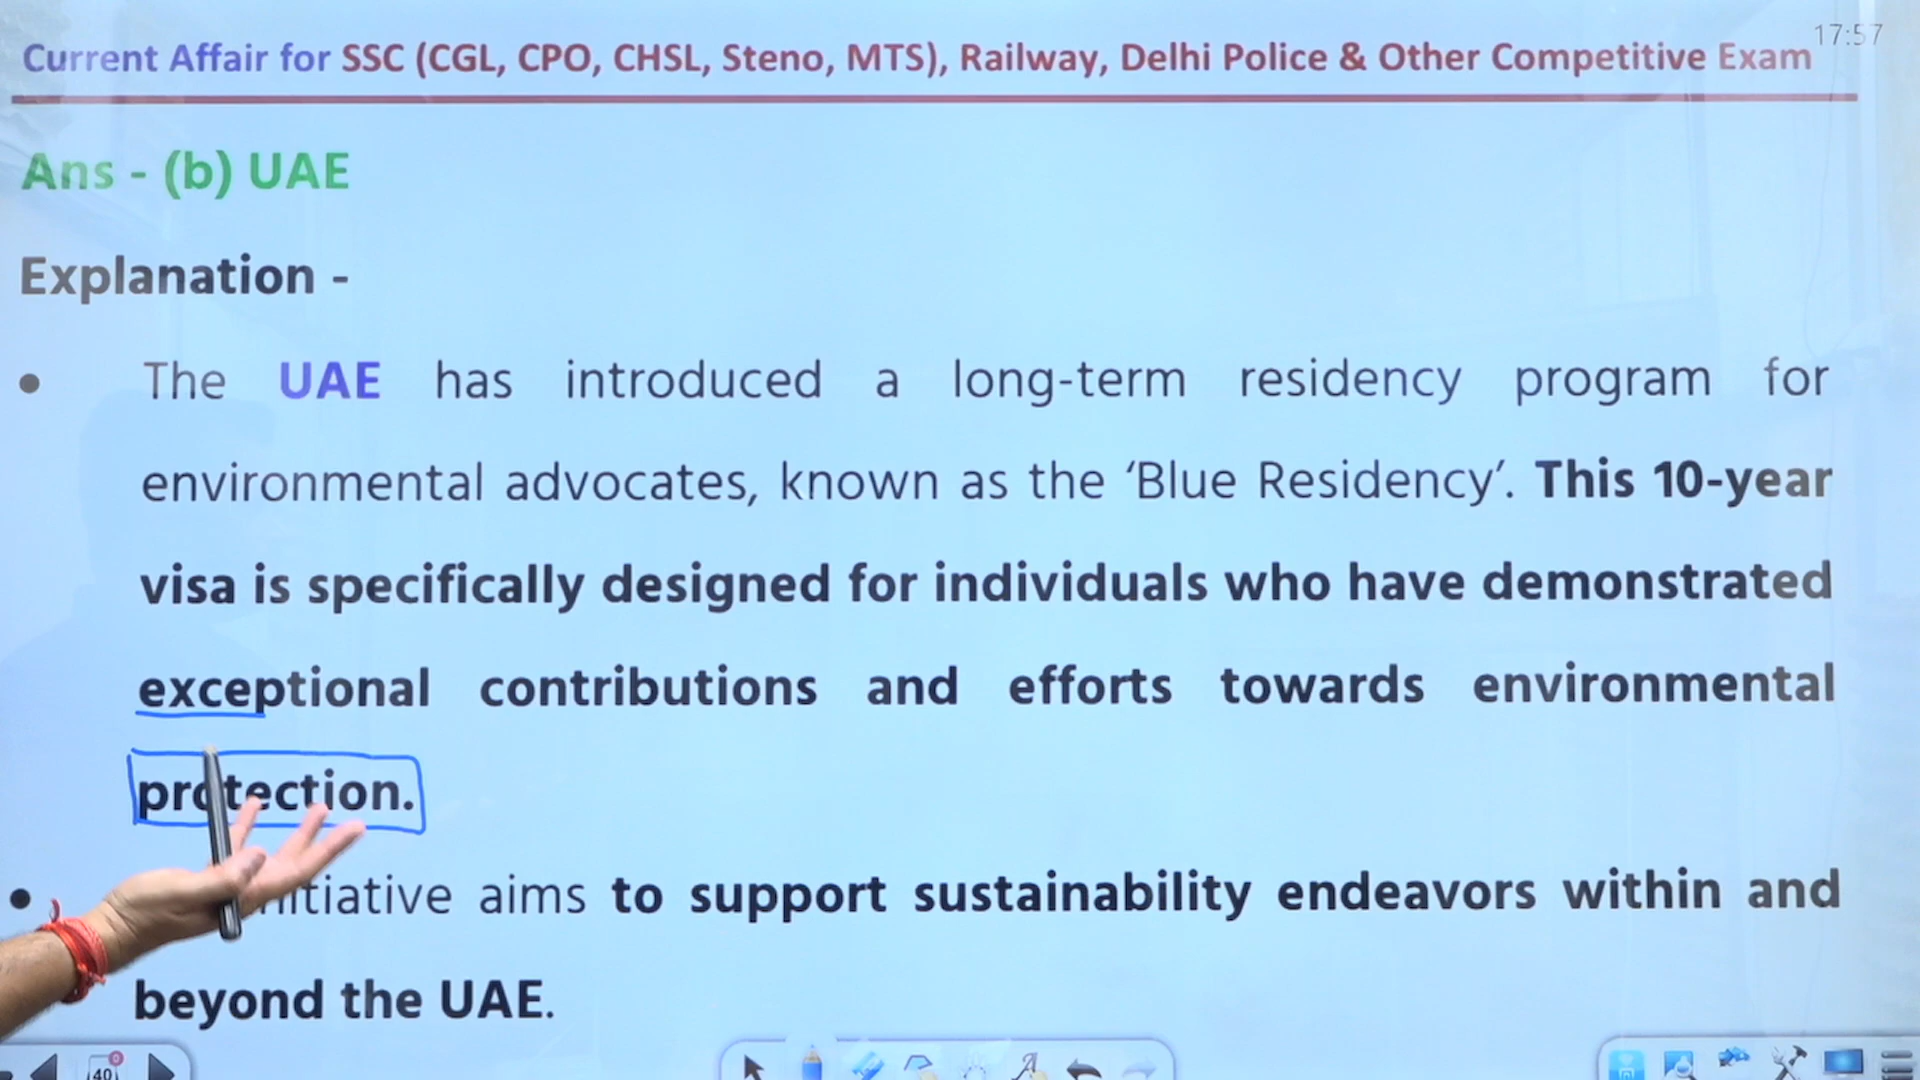 17:57
Current Affair for SSC (CGL, CPO, CHSL, Steno, MTS), Railway, Delhi Police & Other Competitive Exam
Ans - (b) UAE
Explanation -
• The UAE has introduced a long-term residency program for
environmental advocates, known as the ‘Blue Residency’. This 10-year
visa is specifically designed for individuals who have demonstrated
exceptional contributions and efforts towards environmental
protection.
• aims to support sustainability endeavors within and
beyond the UAE.
40
0